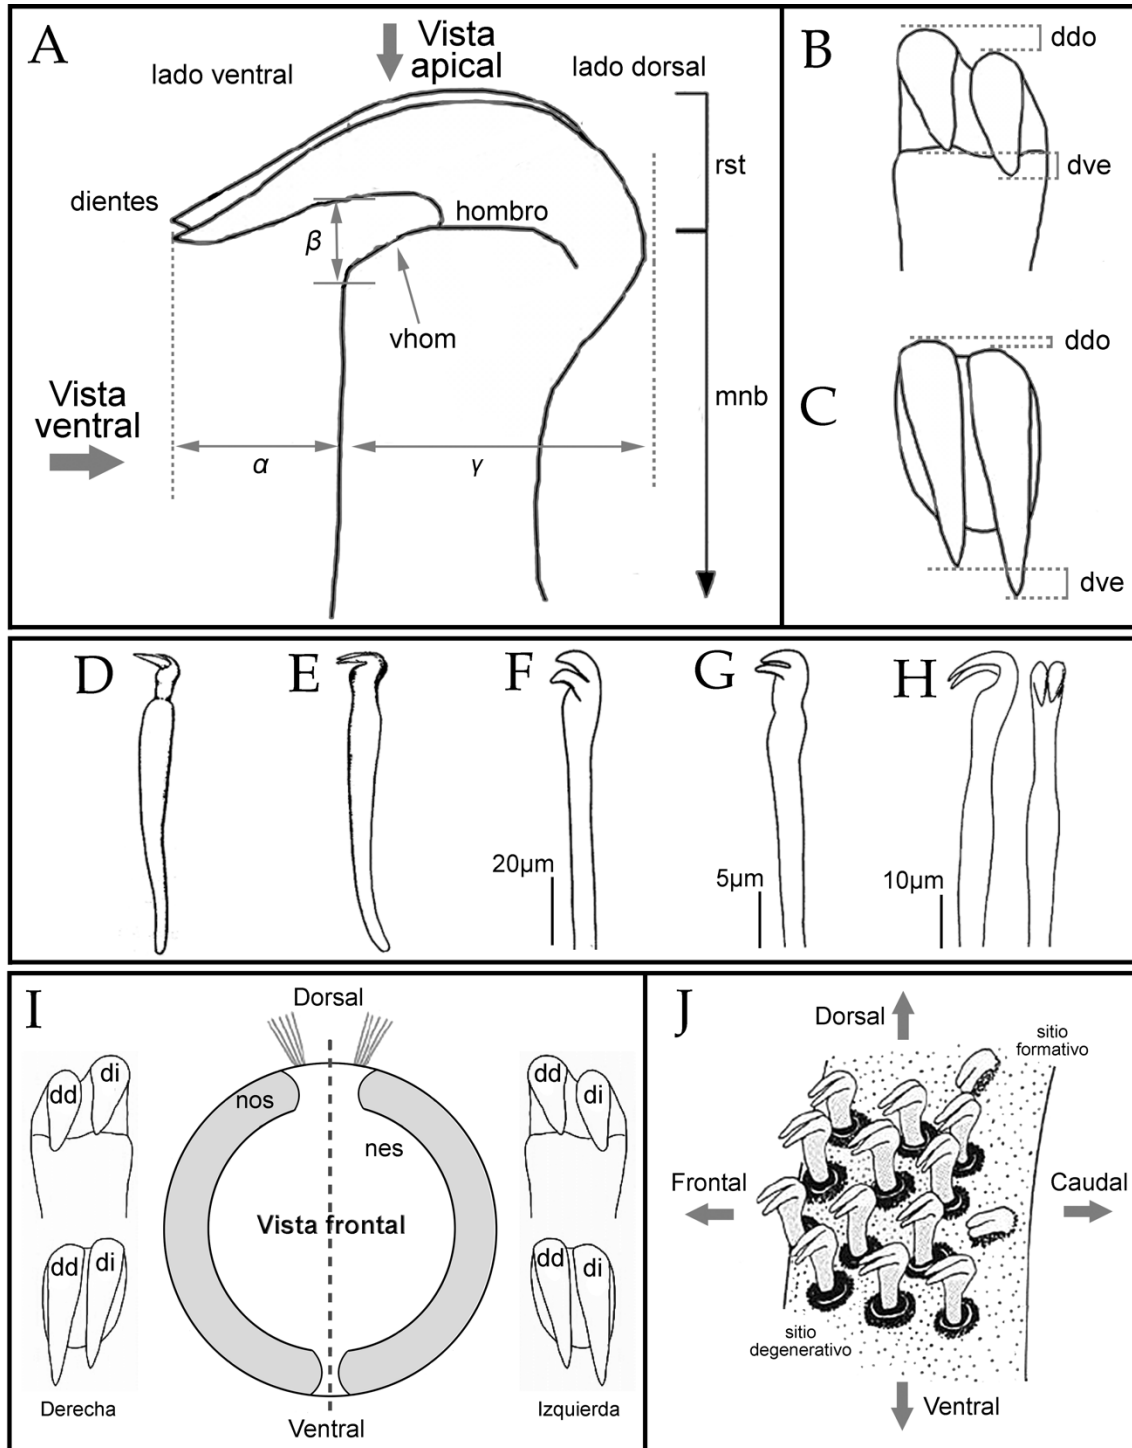 A
Vista
apical
lado ventral
lado dorsal
dientes
β
hombro
vhom
rst
mnb
Vista
ventral
α
γ
B
ddo
dve
C
ddo
dve
D
E
F
G
H
20μm
5μm
10μm
I
Dorsal
dd
di
dd
di
nos
nes
Vista frontal
dd
di
dd
di
Derecha
Izquierda
Ventral
J
Dorsal
sitio
formativo
Frontal
Caudal
sitio
degenerativo
Ventral